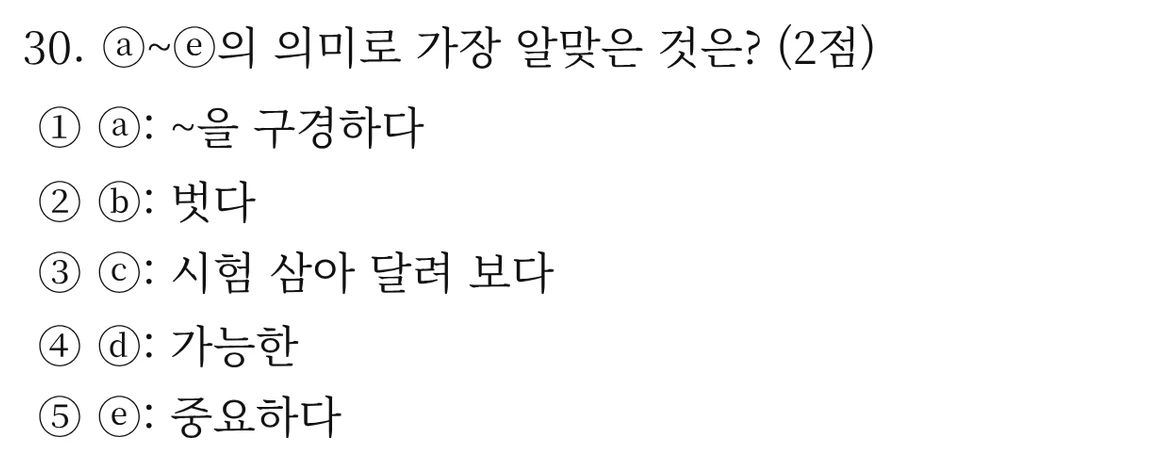 30. ⓐ~ⓔ의 의미로 가장 알맞은 것은? (2점)
① ⓐ: ~을 구경하다
② ⓑ: 벗다
③ ⓒ: 시험 삼아 달려 보다
④ ⓓ: 가능한
⑤ ⓔ: 중요하다